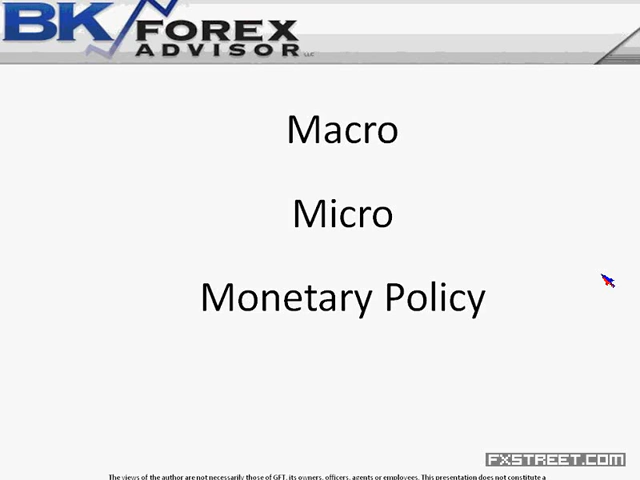 BK FOREX
ADVISOR LLC
Macro
Micro
Monetary Policy
FXSTREET.COM
The views of the author are not necessarily those of GFT, its owners, officers, agents or employees. This presentation does not constitute a